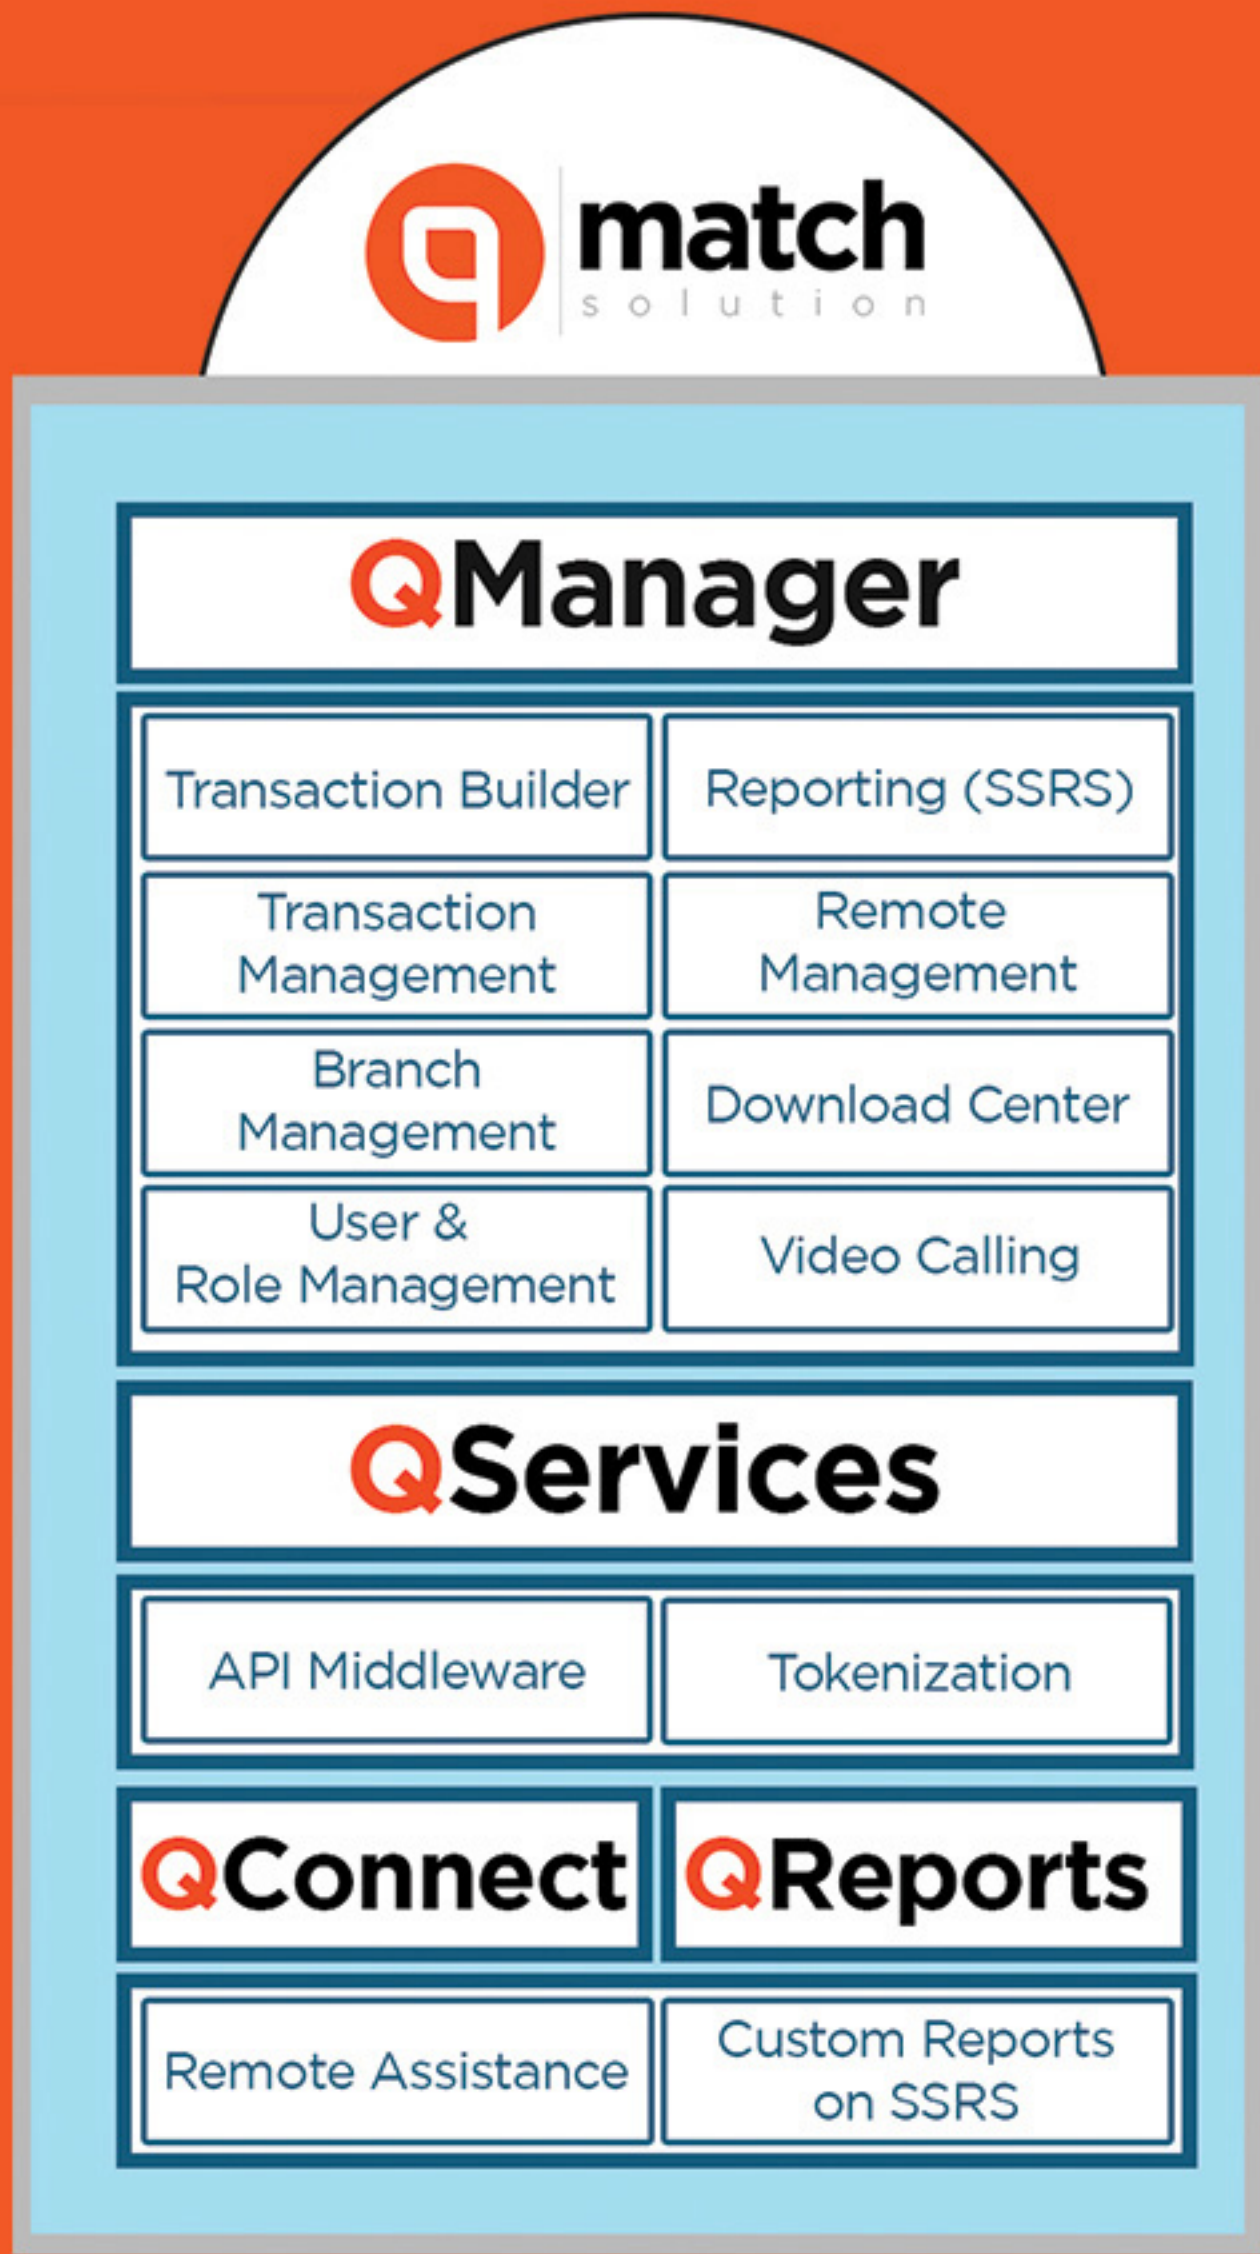 match
solution
QManager
Transaction Builder
Reporting (SSRS)
Transaction
Management
Remote
Management
Branch
Management
Download Center
User &
Role Management
Video Calling
QServices
API Middleware
Tokenization
QConnect
QReports
Remote Assistance
Custom Reports
on SSRS